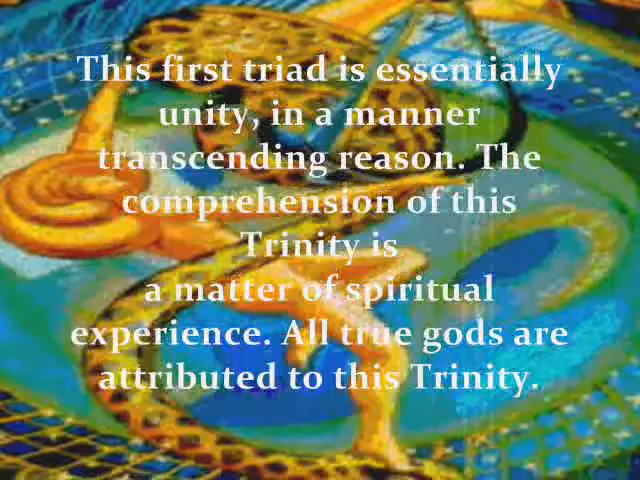 This first triad is essentially
unity, in a manner
transcending reason. The
comprehension of this
Trinity is
a matter of spiritual
experience. All true gods are
attributed to this Trinity.